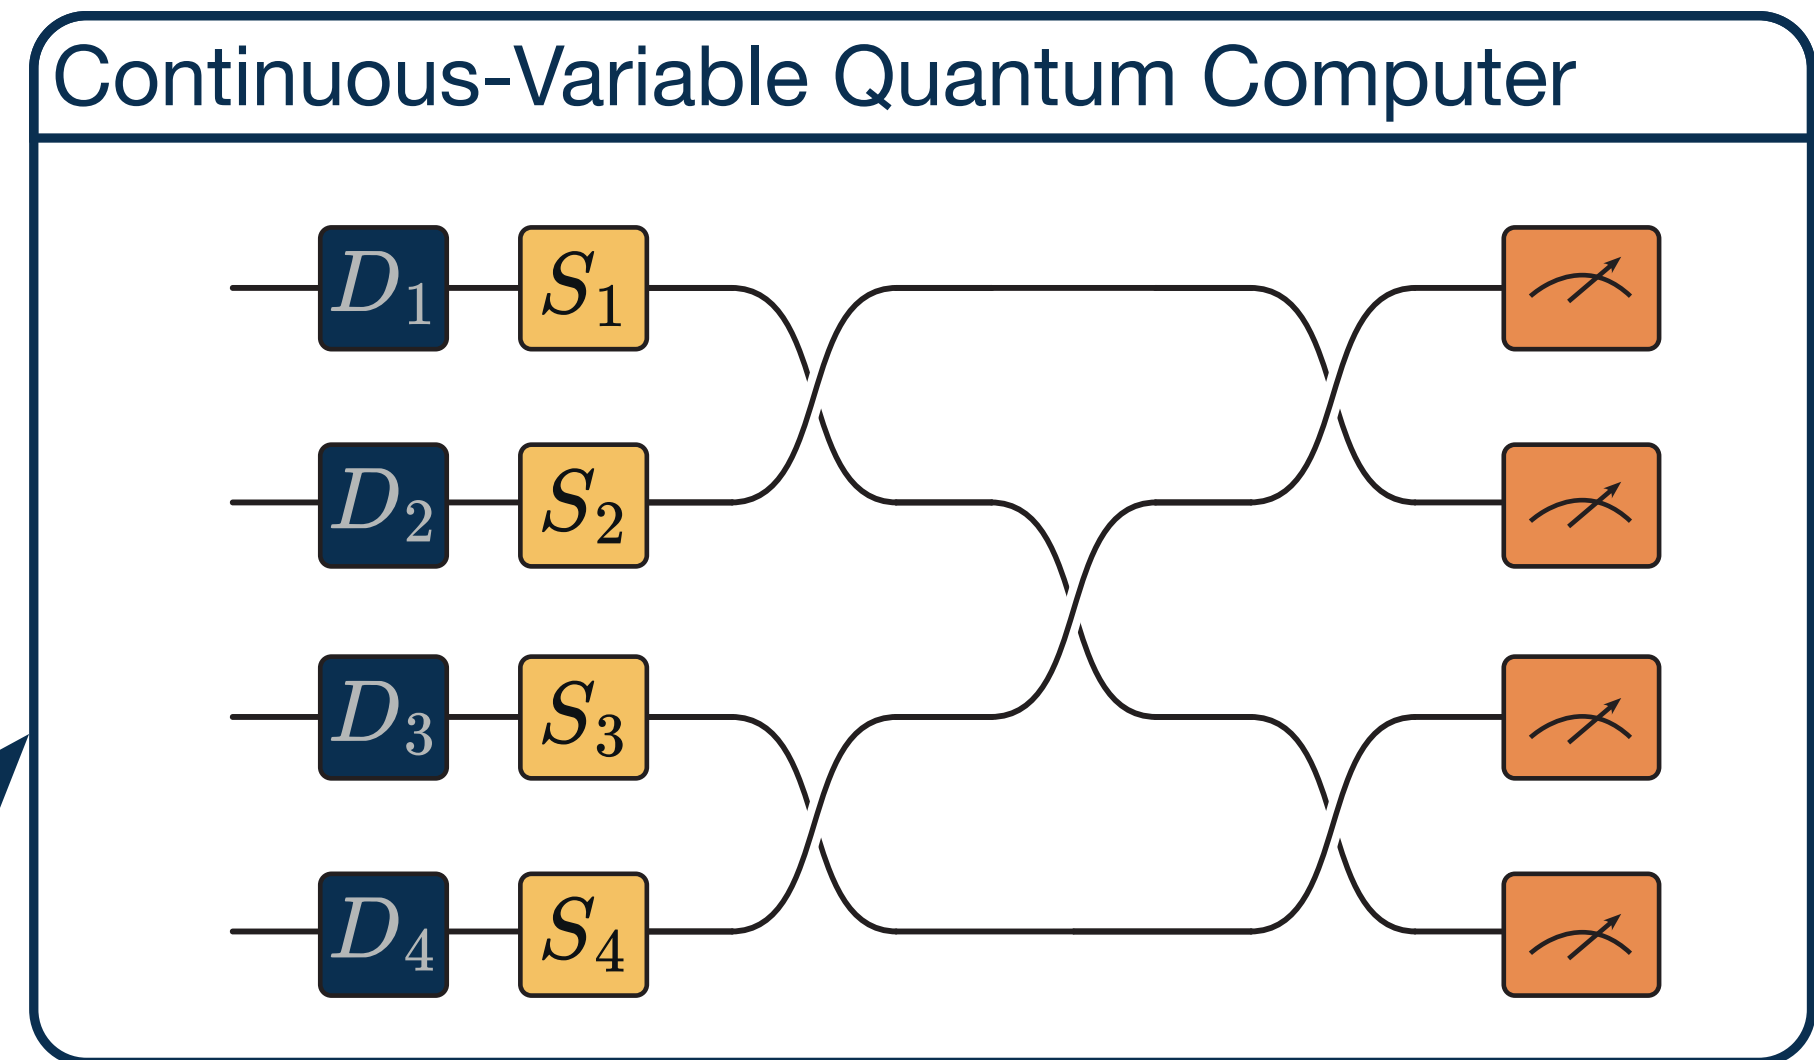 Continuous-Variable Quantum Computer
D₁ S₁
D₂ S₂
D₃ S₃
D₄ S₄